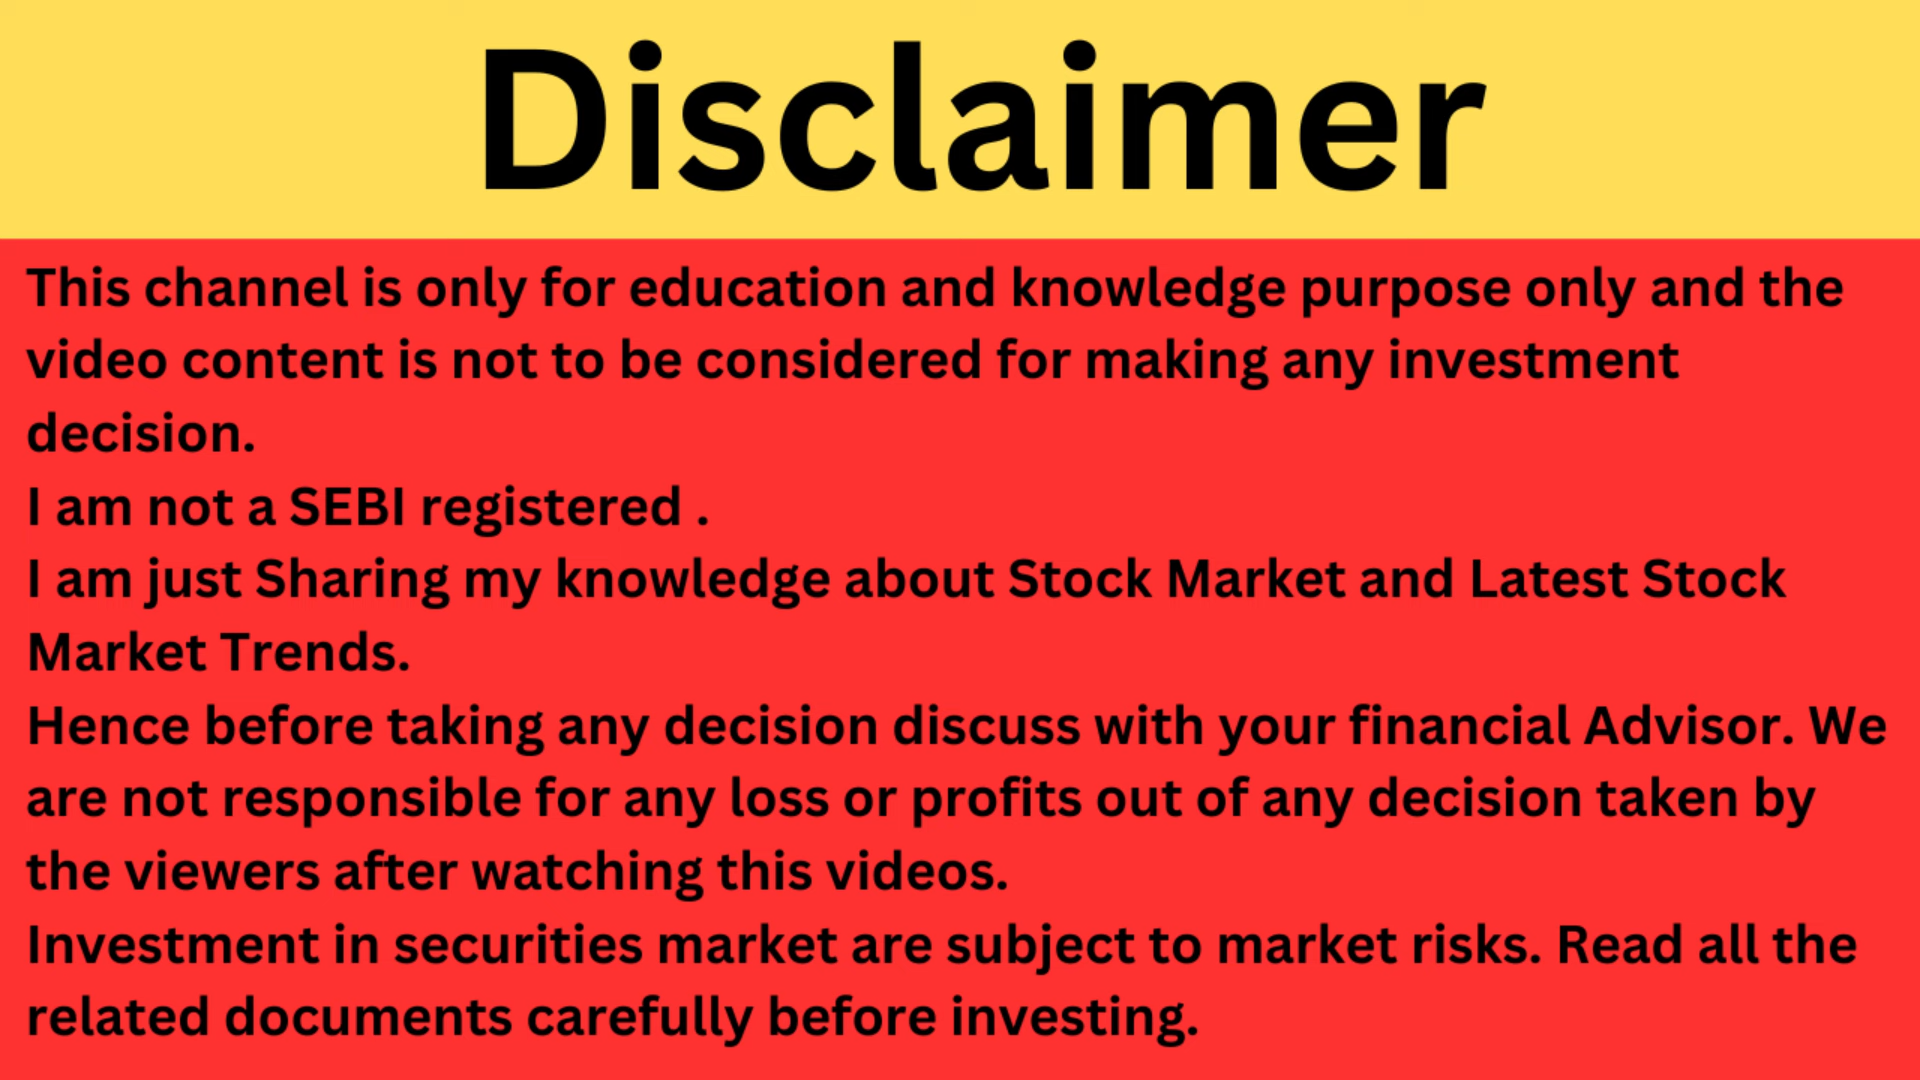 Disclaimer
This channel is only for education and knowledge purpose only and the
video content is not to be considered for making any investment
decision.
I am not a SEBI registered .
I am just Sharing my knowledge about Stock Market and Latest Stock
Market Trends.
Hence before taking any decision discuss with your financial Advisor. We
are not responsible for any loss or profits out of any decision taken by
the viewers after watching this videos.
Investment in securities market are subject to market risks. Read all the
related documents carefully before investing.